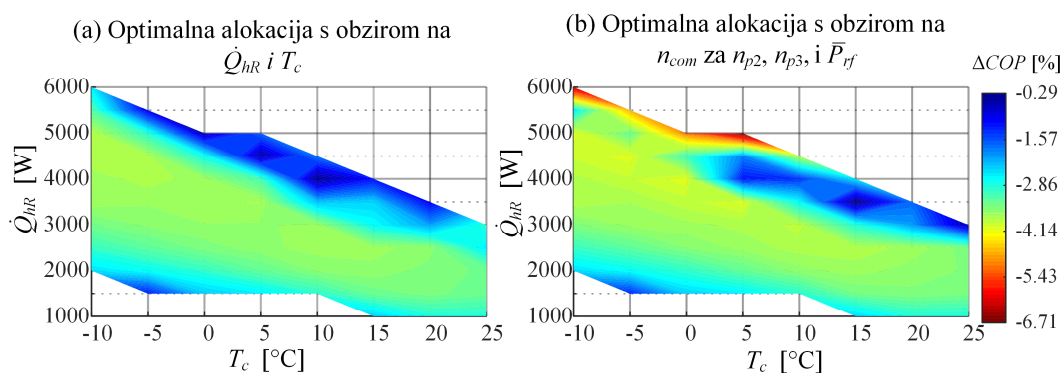 (a) Optimalna alokacija s obzirom na
Q̇hR i Tc
(b) Optimalna alokacija s obzirom na
ncom za np2, np3, i P̄rf
ΔCOP [%]
6000
5000
4000
3000
2000
1000
Q̇hR [W]
-10 -5 0 5 10 15 20 25
Tc [°C]
6000
5000
4000
3000
2000
1000
Q̇hR [W]
-10 -5 0 5 10 15 20 25
Tc [°C]
-0.29
-1.57
-2.86
-4.14
-5.43
-6.71